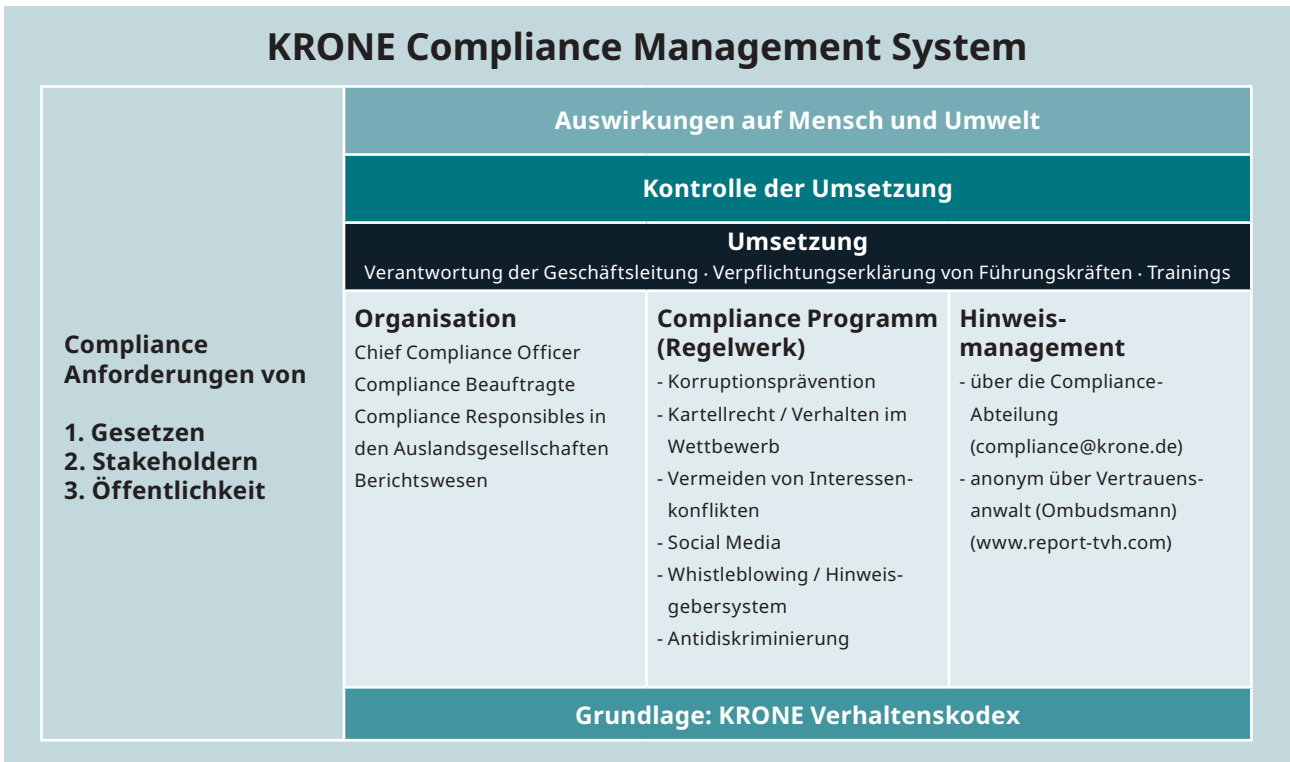 KRONE Compliance Management System
Compliance
Anforderungen von
1. Gesetzen
2. Stakeholdern
3. Öffentlichkeit
Auswirkungen auf Mensch und Umwelt
Kontrolle der Umsetzung
Umsetzung
Verantwortung der Geschäftsleitung · Verpflichtungserklärung von Führungskräften · Trainings
Organisation
Chief Compliance Officer
Compliance Beauftragte
Compliance Responsibles in
den Auslandsgesellschaften
Berichtswesen
Compliance Programm
(Regelwerk)
- Korruptionsprävention
- Kartellrecht / Verhalten im
Wettbewerb
- Vermeiden von Interessen-
konflikten
- Social Media
- Whistleblowing / Hinweis-
gebersystem
- Antidiskriminierung
Hinweis-
management
- über die Compliance-
Abteilung
(compliance@krone.de)
- anonym über Vertrauens-
anwalt (Ombudsmann)
(www.report-tvh.com)
Grundlage: KRONE Verhaltenskodex